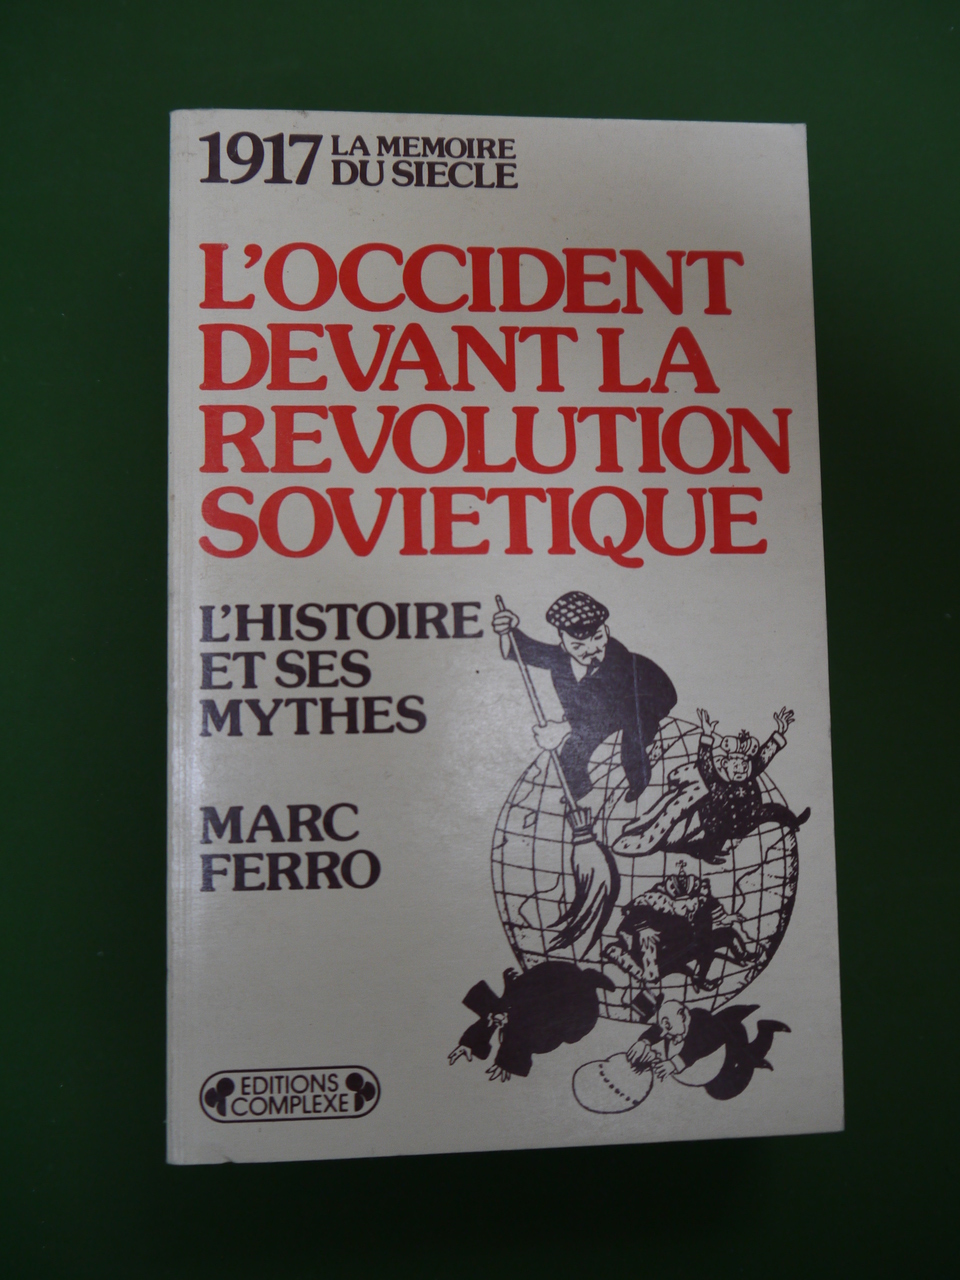 1917 LA MEMOIRE
DU SIECLE
L'OCCIDENT
DEVANT LA
REVOLUTION
SOVIETIQUE
L'HISTOIRE
ET SES
MYTHES
MARC
FERRO
EDITIONS
COMPLEXE